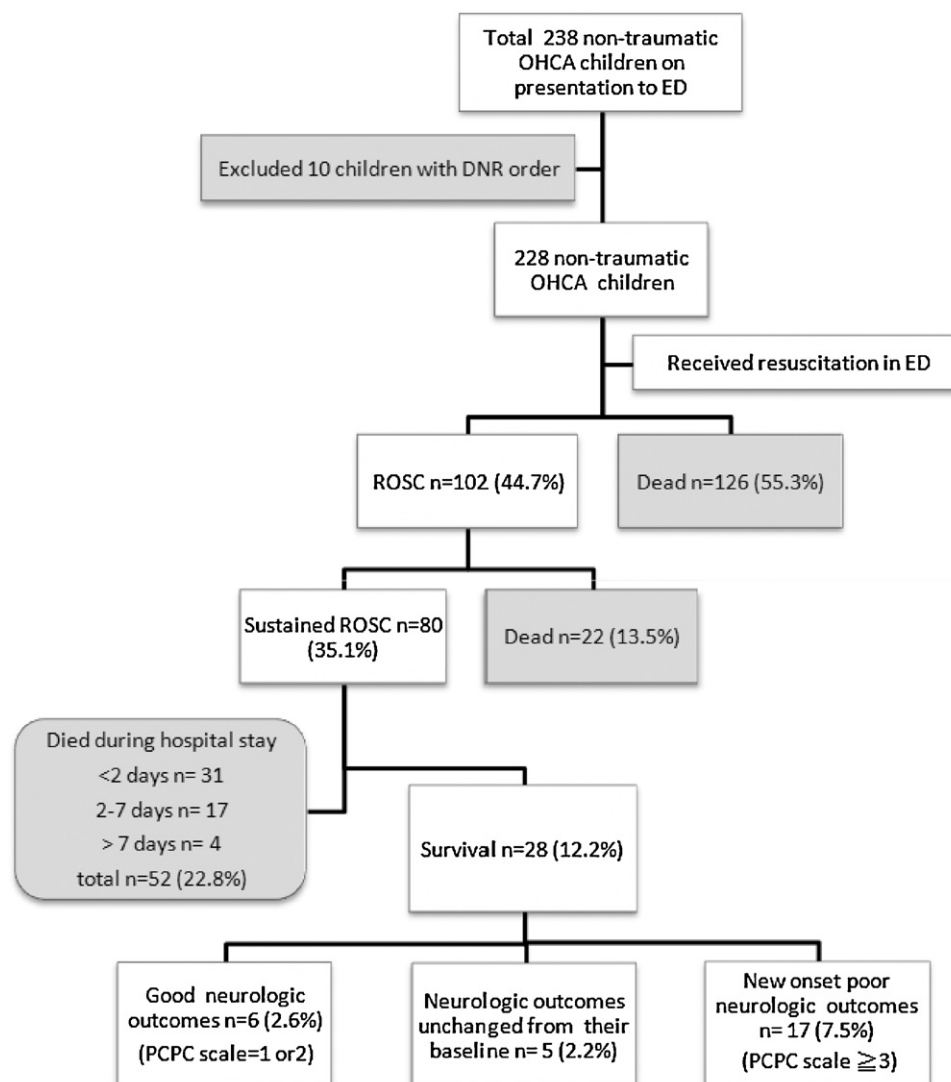 Total 238 non-traumatic
OHCA children on
presentation to ED
Excluded 10 children with DNR order
228 non-traumatic
OHCA children
Received resuscitation in ED
ROSC n=102 (44.7%)
Dead n=126 (55.3%)
Sustained ROSC n=80
(35.1%)
Dead n=22 (13.5%)
Died during hospital stay
<2 days n= 31
2-7 days n= 17
> 7 days n= 4
total n=52 (22.8%)
Survival n=28 (12.2%)
Good neurologic
outcomes n=6 (2.6%)
(PCPC scale=1 or2)
Neurologic outcomes
unchanged from their
baseline n= 5 (2.2%)
New onset poor
neurologic outcomes
n= 17 (7.5%)
(PCPC scale ≧3)